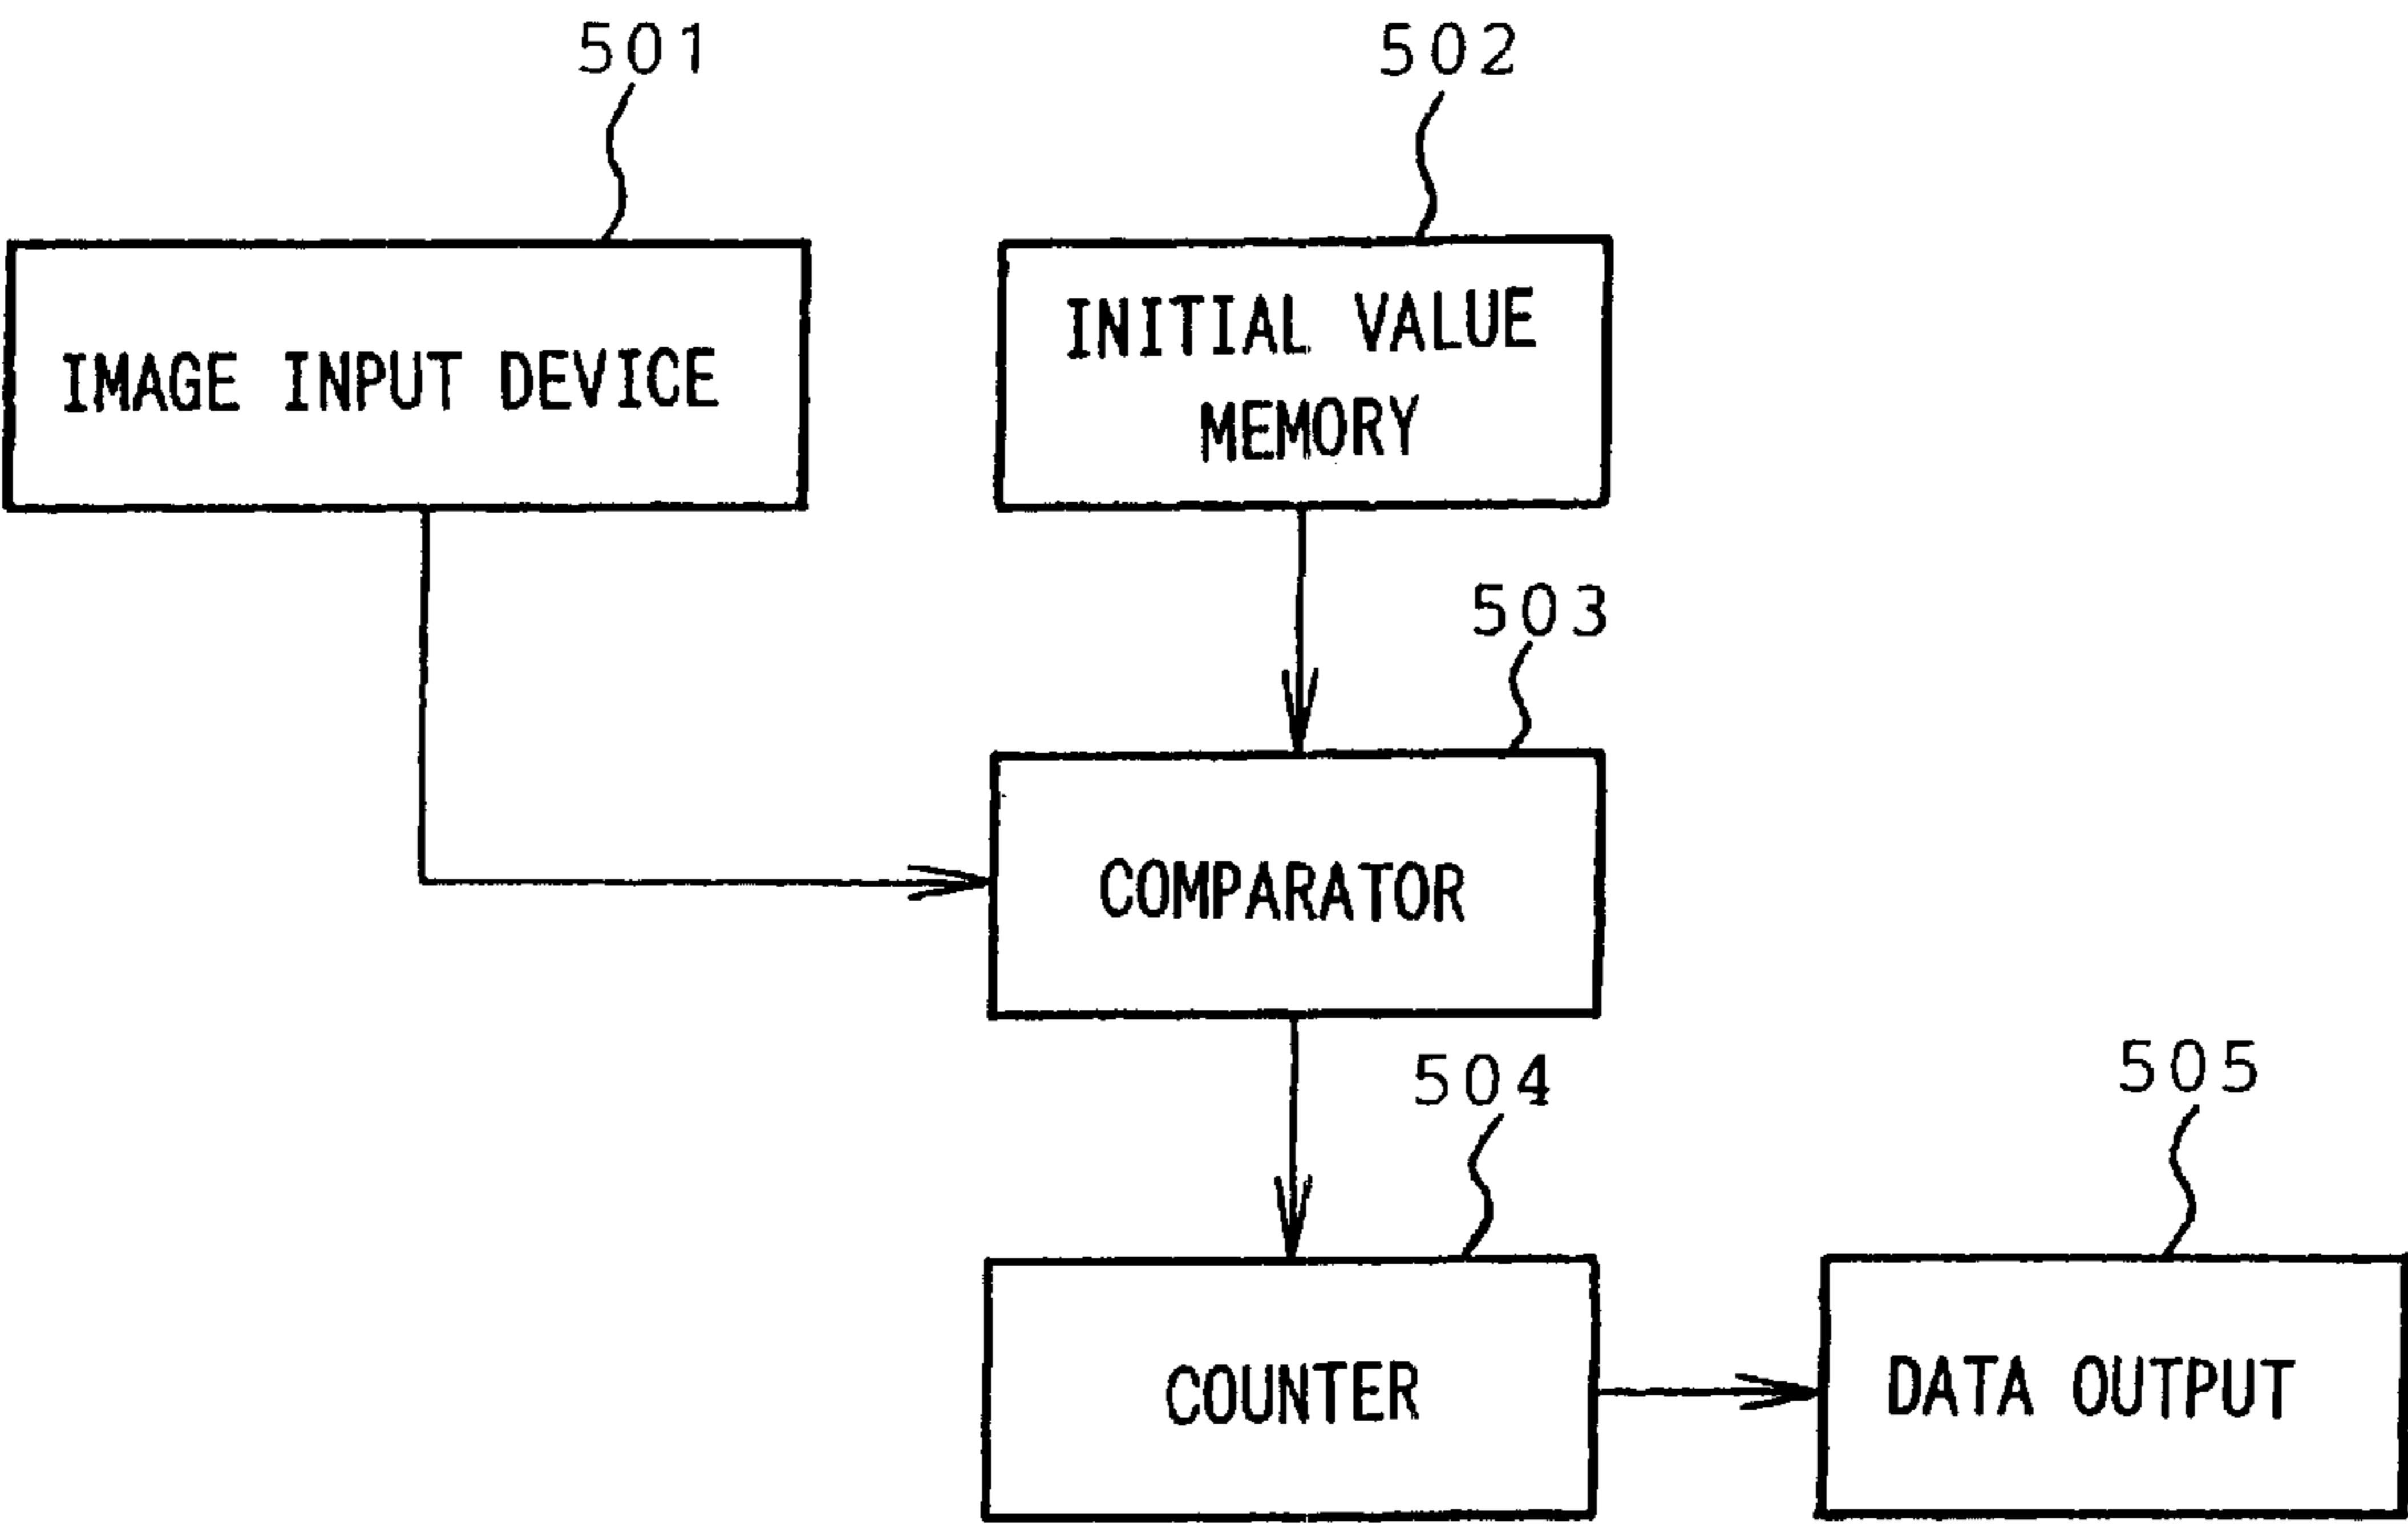 501
502
IMAGE INPUT DEVICE
INITIAL VALUE
MEMORY
503
COMPARATOR
504
505
COUNTER
DATA OUTPUT